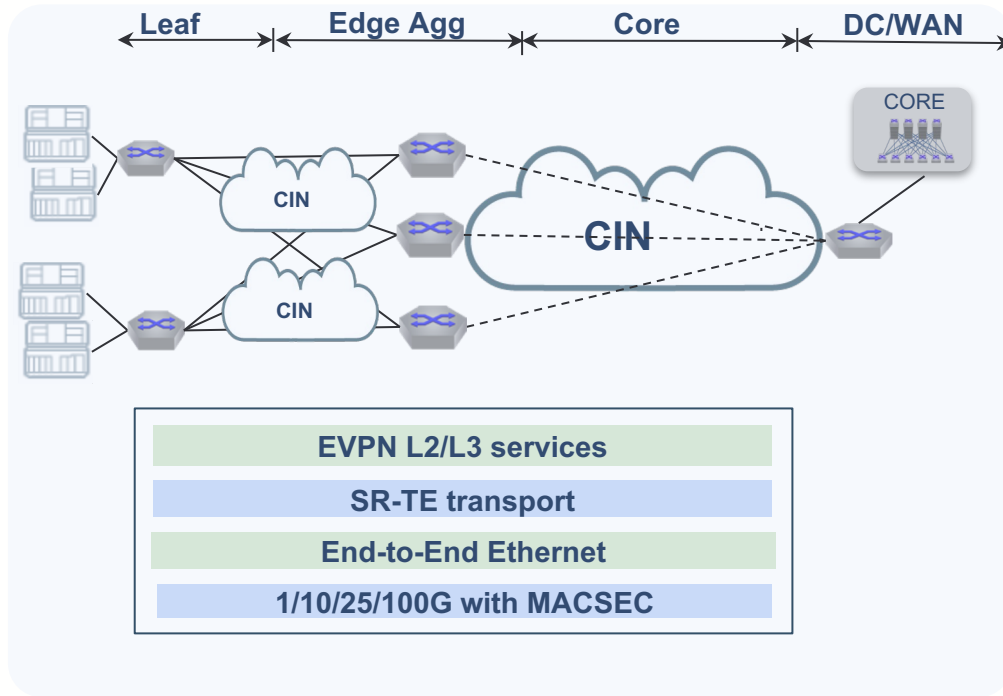 Leaf
Edge Agg
Core
DC/WAN
CORE
CIN
CIN
CIN
EVPN L2/L3 services
SR-TE transport
End-to-End Ethernet
1/10/25/100G with MACSEC